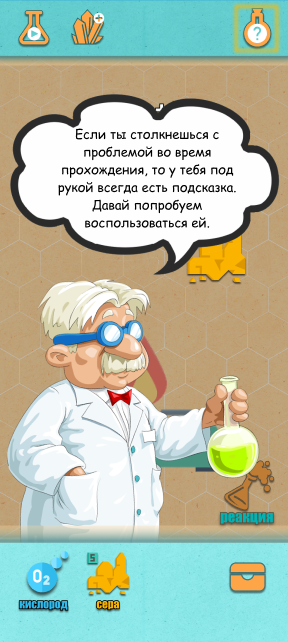 ?
Если ты столкнешься с
проблемой во время
прохождения, то у тебя под
рукой всегда есть подсказка.
Давай попробуем
воспользоваться ей.
реакция
O2
кислород
S
сера